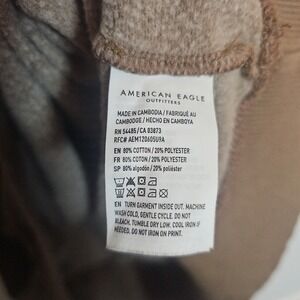 AMERICAN EAGLE
OUTFITTERS
MADE IN CAMBODIA / FABRIQUÉ AU
CAMBODGE / HECHO EN CAMBOYA
RN 54485/CA 03873
RFC# AEM120605U9A
EN 80% COTTON / 20% POLYESTER
FR 80% COTON / 20% POLYESTER
SP 80% algodón / 20% poliéster
EN TURN GARMENT INSIDE OUT. MACHINE
WASH COLD, GENTLE CYCLE. DO NOT
BLEACH. TUMBLE DRY LOW. COOL IRON IF
NEEDED. DO NOT IRON ON PRINT.